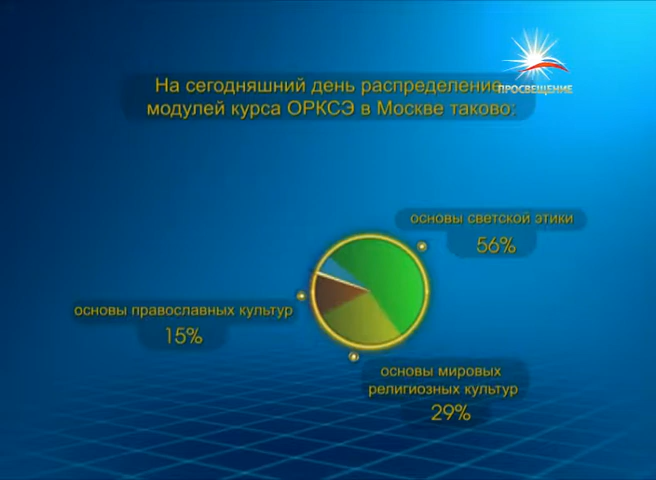 ПРОСВЕЩЕНИЕ
На сегодняшний день распределение
модулей курса ОРКСЭ в Москве таково:
основы светской этики
56%
основы православных культур
15%
основы мировых
религиозных культур
29%